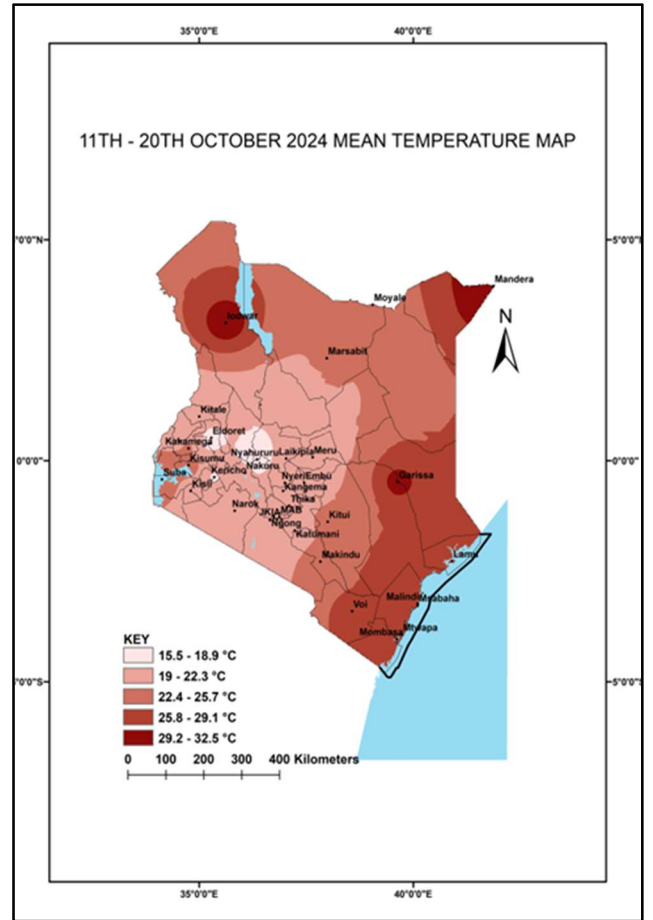 35°0'0"E 40°0'0"E
11TH - 20TH OCTOBER 2024 MEAN TEMPERATURE MAP
°0'0"N 5°0'0"N
Mandera
Moyale
lodwar
N
Marsabit
Kitale
Eldoret
Kakamega
Nyahururu Laikipia Meru
°0'0" 0°0'0"
Kisumu
Nakuru
Suba Kericho Garissa
Nyeri Embu
Kisii Kangema
Thika
Narok JKIA MAB Kitui
Ngong
Katumani
Makindu Lamu
Malindi Msabaha
Voi
Mtwapa
Mombasa
KEY
15.5 - 18.9 °C
°0'0"S 5°0'0"S
19 - 22.3 °C
22.4 - 25.7 °C
25.8 - 29.1 °C
29.2 - 32.5 °C
0 100 200 300 400 Kilometers
35°0'0"E 40°0'0"E